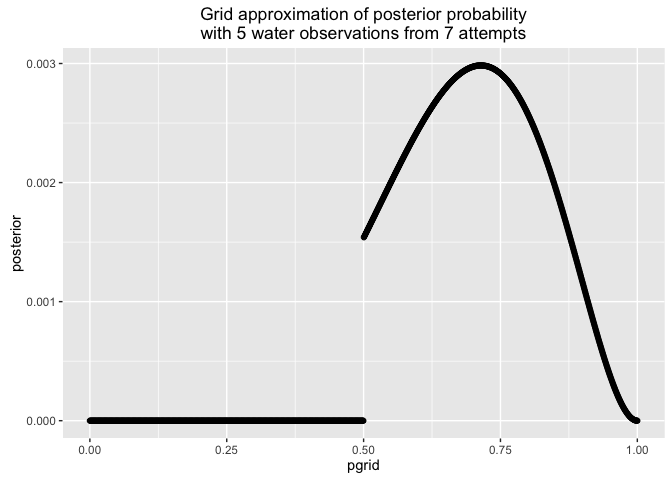 Grid approximation of posterior probability
with 5 water observations from 7 attempts
0.003
0.002
0.001
0.000
posterior
0.00 0.25 0.50 0.75 1.00
pgrid